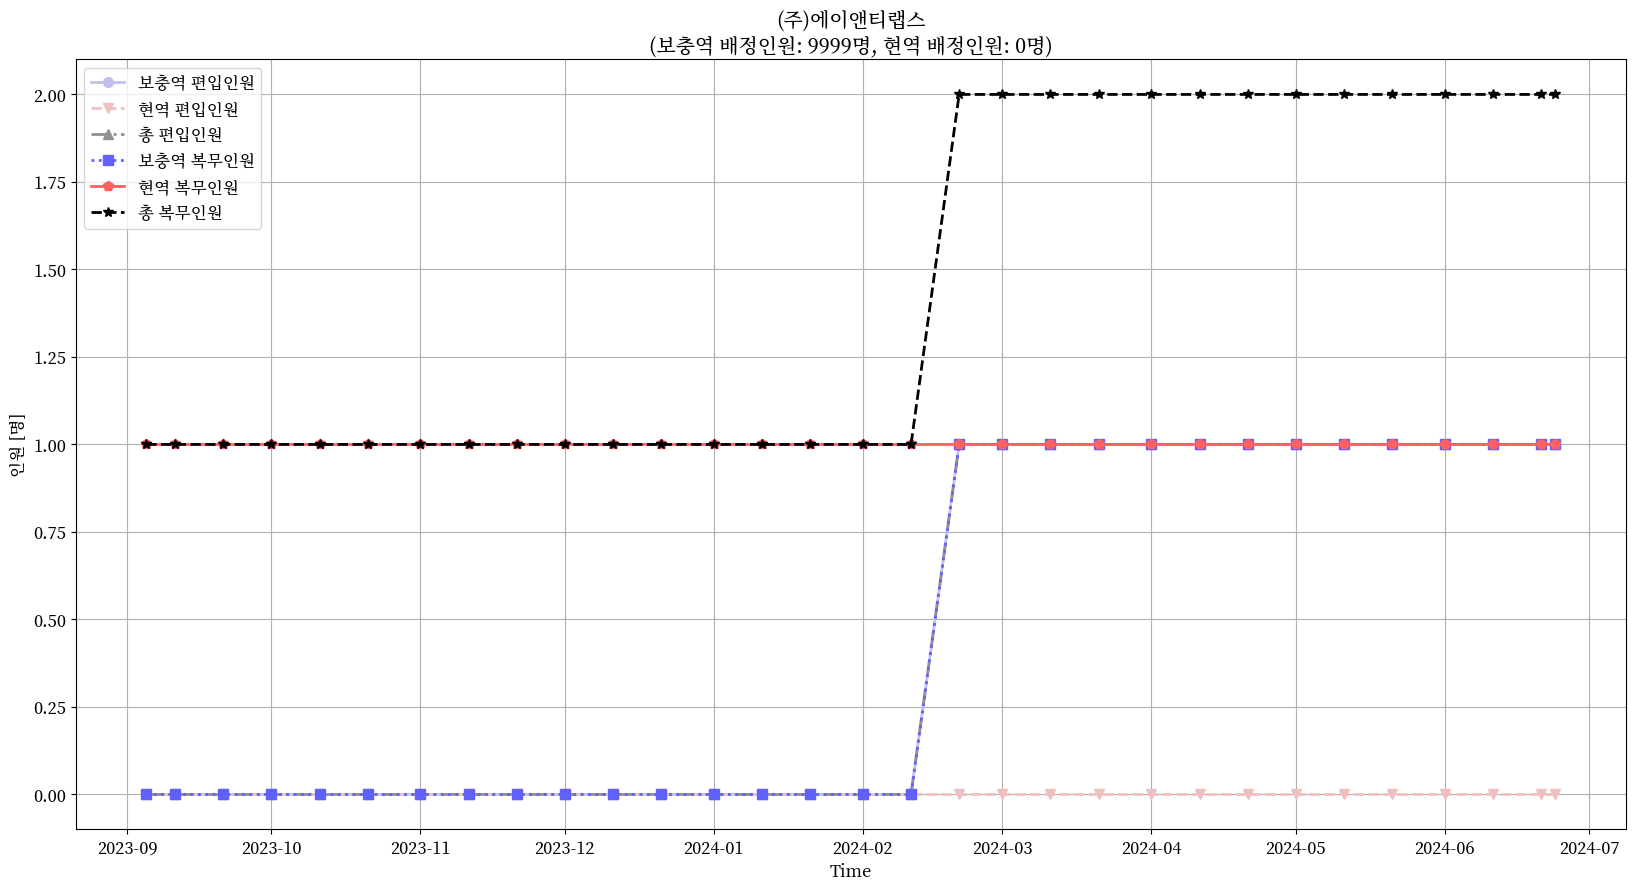 (주)에이앤티랩스
(보충역 배정인원: 9999명, 현역 배정인원: 0명)
보충역 편입인원
현역 편입인원
총 편입인원
보충역 복무인원
현역 복무인원
총 복무인원
인원 [명]
2.00
1.75
1.50
1.25
1.00
0.75
0.50
0.25
0.00
2023-09 2023-10 2023-11 2023-12 2024-01 2024-02 2024-03 2024-04 2024-05 2024-06 2024-07
Time